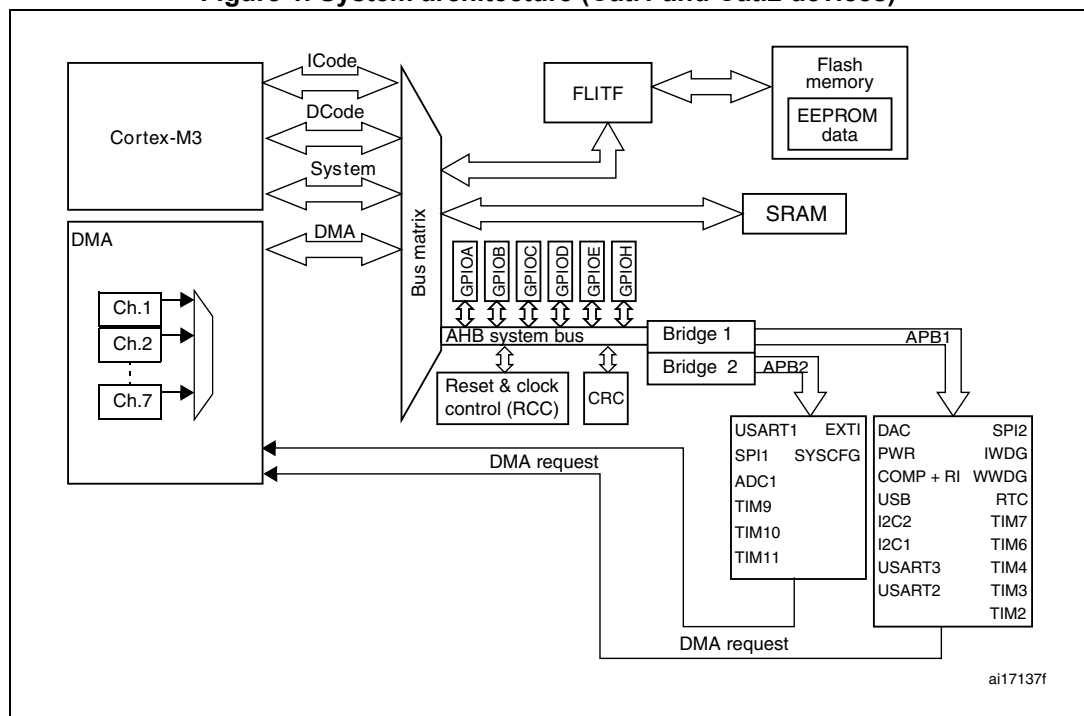 Figure 1. System architecture (Cat.1 and Cat.2 devices)
ICode
DCode
System
DMA
Cortex-M3
DMA
Ch.1
Ch.2
Ch.7
Bus matrix
FLITF
Flash
memory
EEPROM
data
SRAM
GPIOA
GPIOB
GPIOC
GPIOD
GPIOE
GPIOH
AHB system bus
Bridge 1
Bridge 2
APB1
APB2
Reset & clock
control (RCC)
CRC
DMA request
USART1 EXTI
SPI1 SYSCFG
ADC1
TIM9
TIM10
TIM11
DAC SPI2
PWR IWDG
COMP + RI WWDG
USB RTC
I2C2 TIM7
I2C1 TIM6
USART3 TIM4
USART2 TIM3
TIM2
DMA request
ai17137f